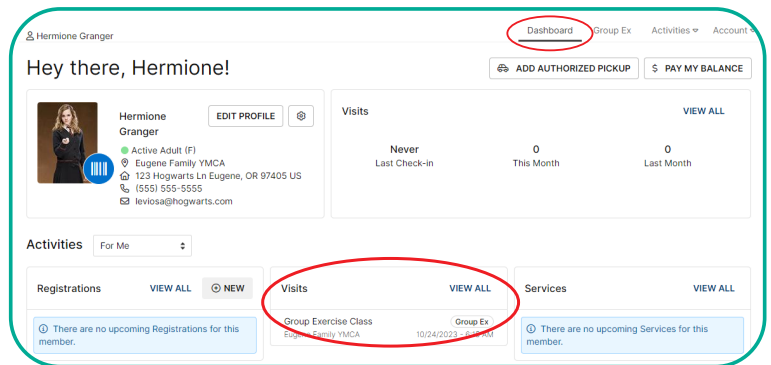 Hermione Granger
Dashboard Group Ex Activities Account
Hey there, Hermione!
ADD AUTHORIZED PICKUP
$ PAY MY BALANCE
Hermione
Granger
EDIT PROFILE
Active Adult (F)
Eugene Family YMCA
123 Hogwarts Ln Eugene, OR 97405 US
(555) 555-5555
leviosa@hogwarts.com
Visits VIEW ALL
Never 0 0
Last Check-in This Month Last Month
Activities For Me
Registrations VIEW ALL NEW
There are no upcoming Registrations for this
member.
Visits VIEW ALL
Group Exercise Class Group Ex
Eugene Family YMCA 10/24/2023 - AM
Services VIEW ALL
There are no upcoming Services for this
member.